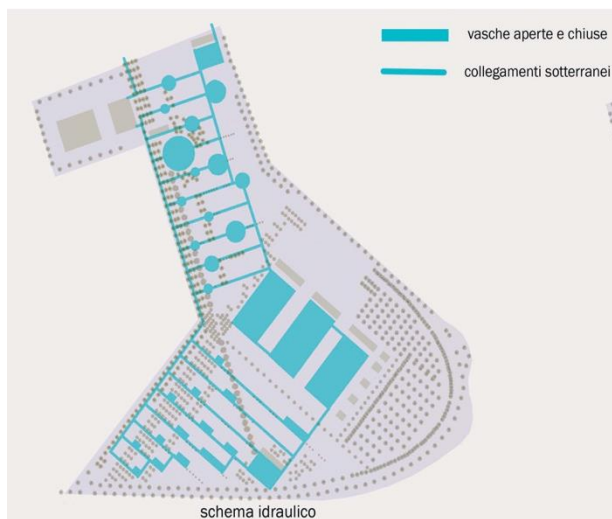 vasche aperte e chiuse
collegamenti sotterranei
schema idraulico